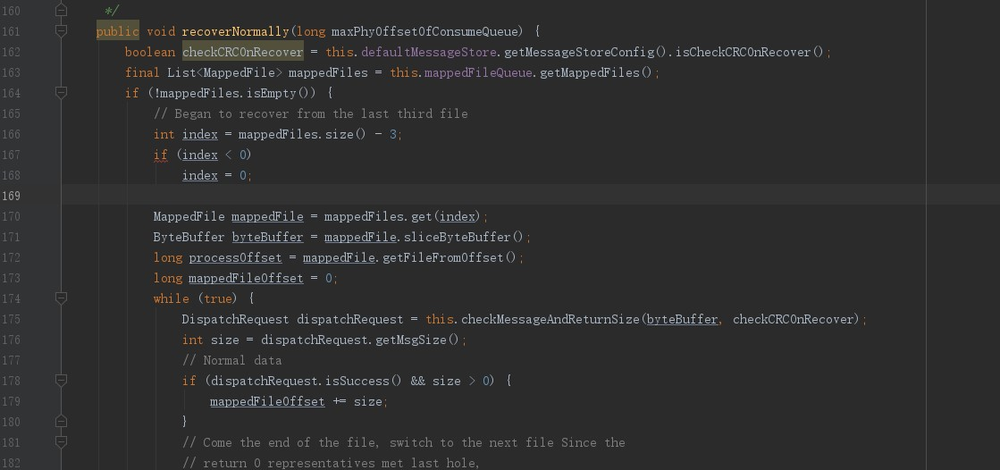 160 */
161 public void recoverNormally(long maxPhyOffsetOfConsumeQueue) {
162 boolean checkCRCOnRecover = this.defaultMessageStore.getMessageStoreConfig().isCheckCRCOnRecover();
163 final List<MappedFile> mappedFiles = this.mappedFileQueue.getMappedFiles();
164 if (!mappedFiles.isEmpty()) {
165 // Began to recover from the last third file
166 int index = mappedFiles.size() - 3;
167 if (index < 0)
168 index = 0;
169
170 MappedFile mappedFile = mappedFiles.get(index);
171 ByteBuffer byteBuffer = mappedFile.sliceByteBuffer();
172 long processOffset = mappedFile.getFileFromOffset();
173 long mappedFileOffset = 0;
174 while (true) {
175 DispatchRequest dispatchRequest = this.checkMessageAndReturnSize(byteBuffer, checkCRCOnRecover);
176 int size = dispatchRequest.getMsgSize();
177 // Normal data
178 if (dispatchRequest.isSuccess() && size > 0) {
179 mappedFileOffset += size;
180 }
181 // Come the end of the file, switch to the next file Since the
182 // return 0 representatives met last hole,